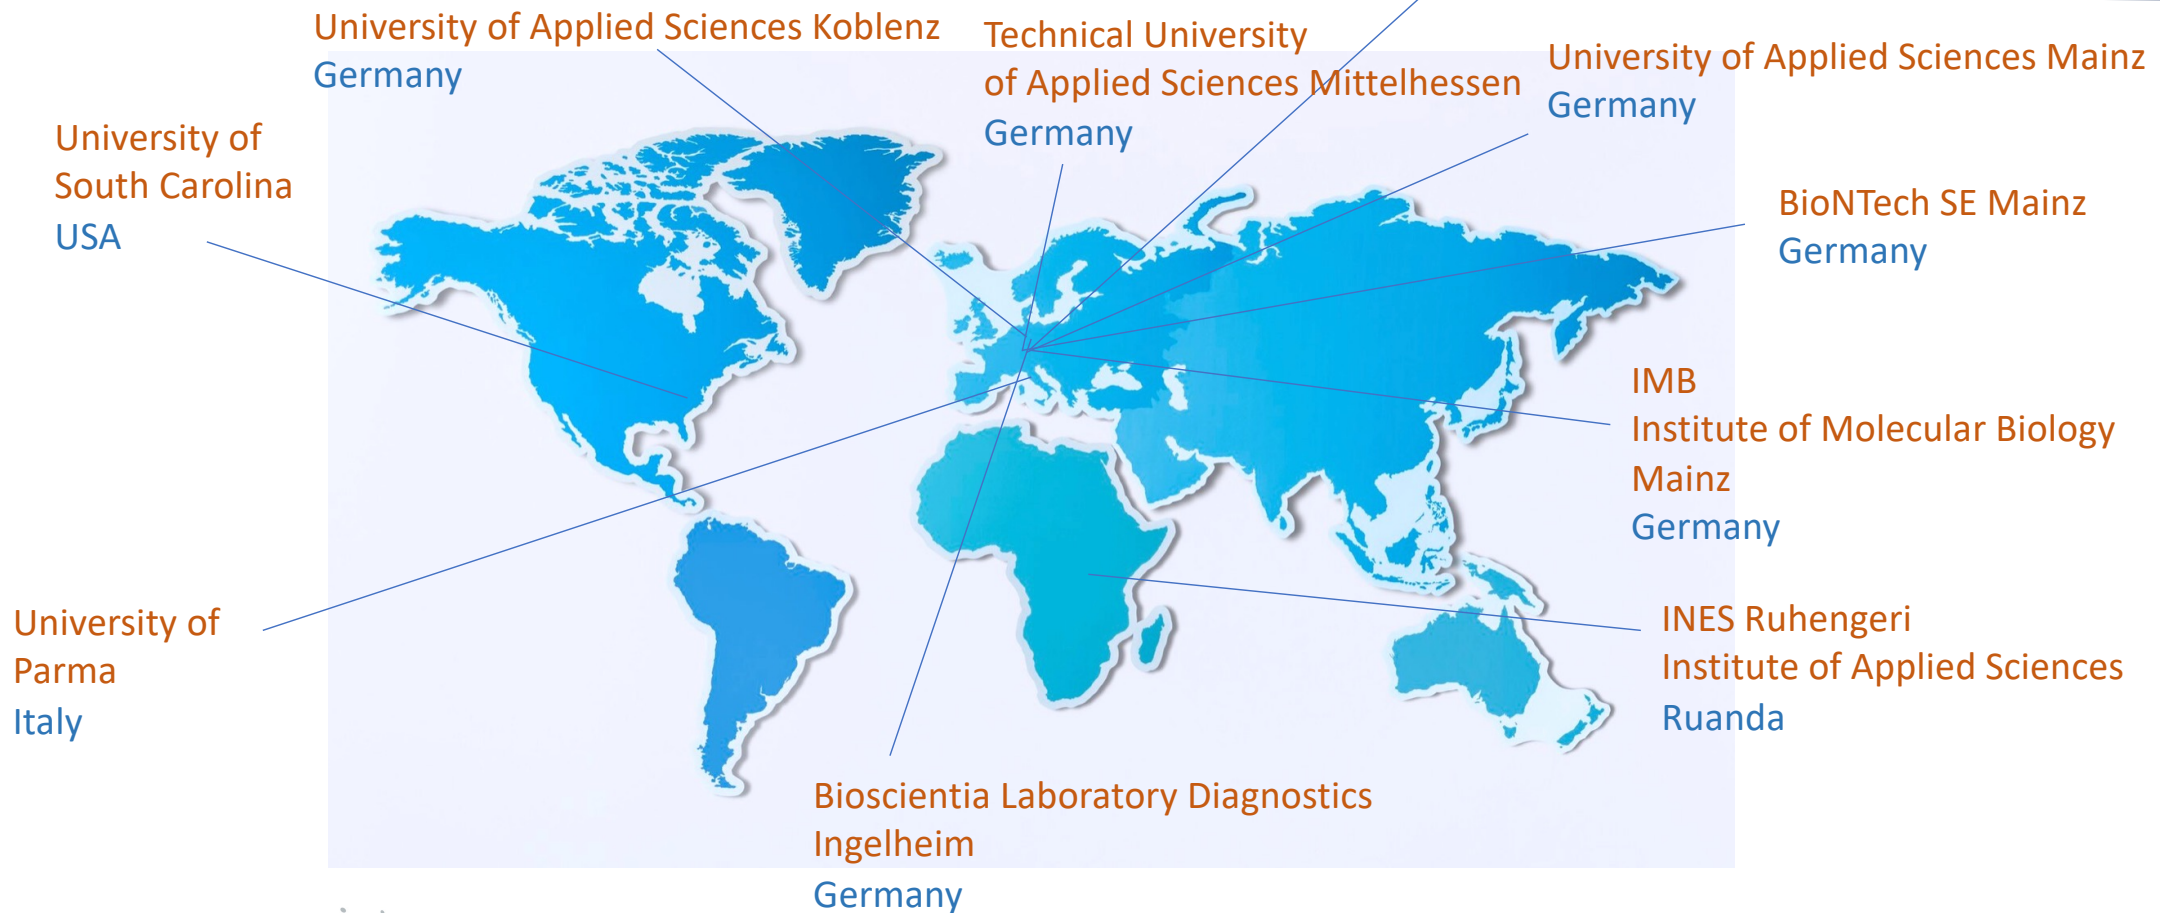 University of Applied Sciences Koblenz
Germany
Technical University
of Applied Sciences Mittelhessen
Germany
University of Applied Sciences Mainz
Germany
University of
South Carolina
USA
BioNTech SE Mainz
Germany
IMB
Institute of Molecular Biology
Mainz
Germany
University of
Parma
Italy
INES Ruhengeri
Institute of Applied Sciences
Ruanda
Bioscientia Laboratory Diagnostics
Ingelheim
Germany